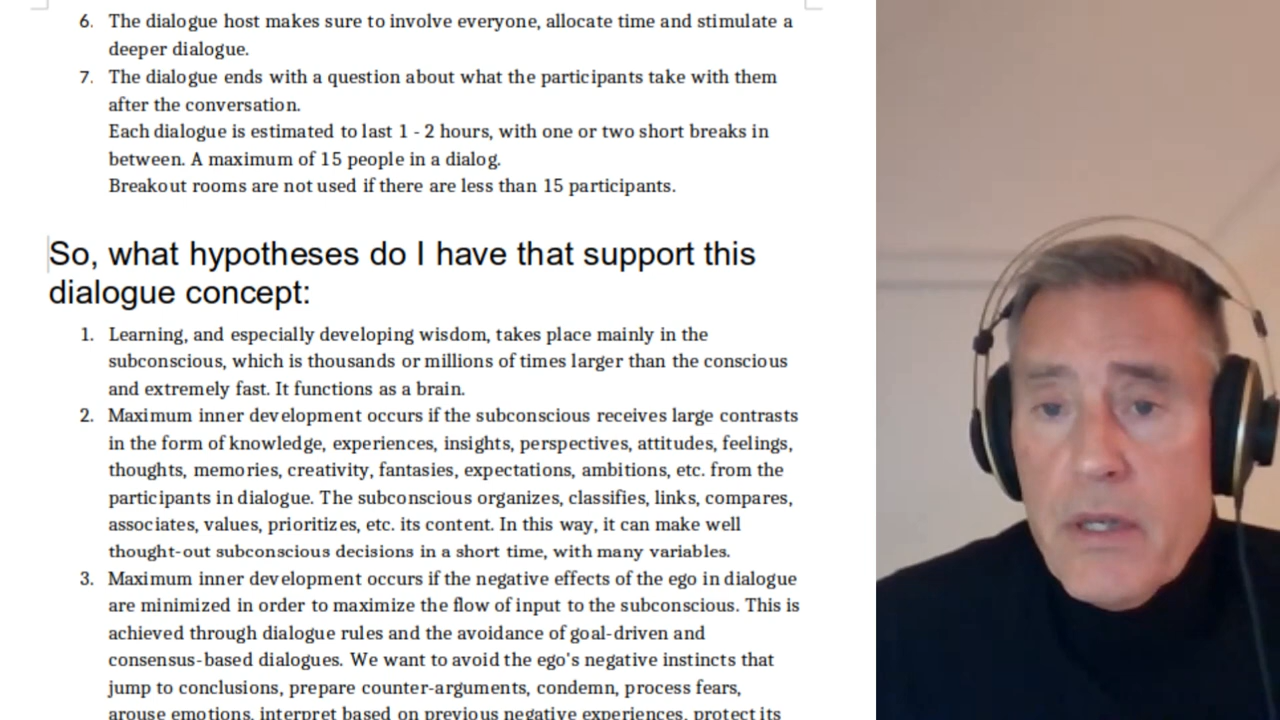 6. The dialogue host makes sure to involve everyone, allocate time and stimulate a
deeper dialogue.
7. The dialogue ends with a question about what the participants take with them
after the conversation.
Each dialogue is estimated to last 1 - 2 hours, with one or two short breaks in
between. A maximum of 15 people in a dialog.
Breakout rooms are not used if there are less than 15 participants.
So, what hypotheses do I have that support this
dialogue concept:
1. Learning, and especially developing wisdom, takes place mainly in the
subconscious, which is thousands or millions of times larger than the conscious
and extremely fast. It functions as a brain.
2. Maximum inner development occurs if the subconscious receives large contrasts
in the form of knowledge, experiences, insights, perspectives, attitudes, feelings,
thoughts, memories, creativity, fantasies, expectations, ambitions, etc. from the
participants in dialogue. The subconscious organizes, classifies, links, compares,
associates, values, prioritizes, etc. its content. In this way, it can make well
thought-out subconscious decisions in a short time, with many variables.
3. Maximum inner development occurs if the negative effects of the ego in dialogue
are minimized in order to maximize the flow of input to the subconscious. This is
achieved through dialogue rules and the avoidance of goal-driven and
consensus-based dialogues. We want to avoid the ego's negative instincts that
jump to conclusions, prepare counter-arguments, condemn, process fears,
arouse emotions, interpret based on previous negative experiences, protect its